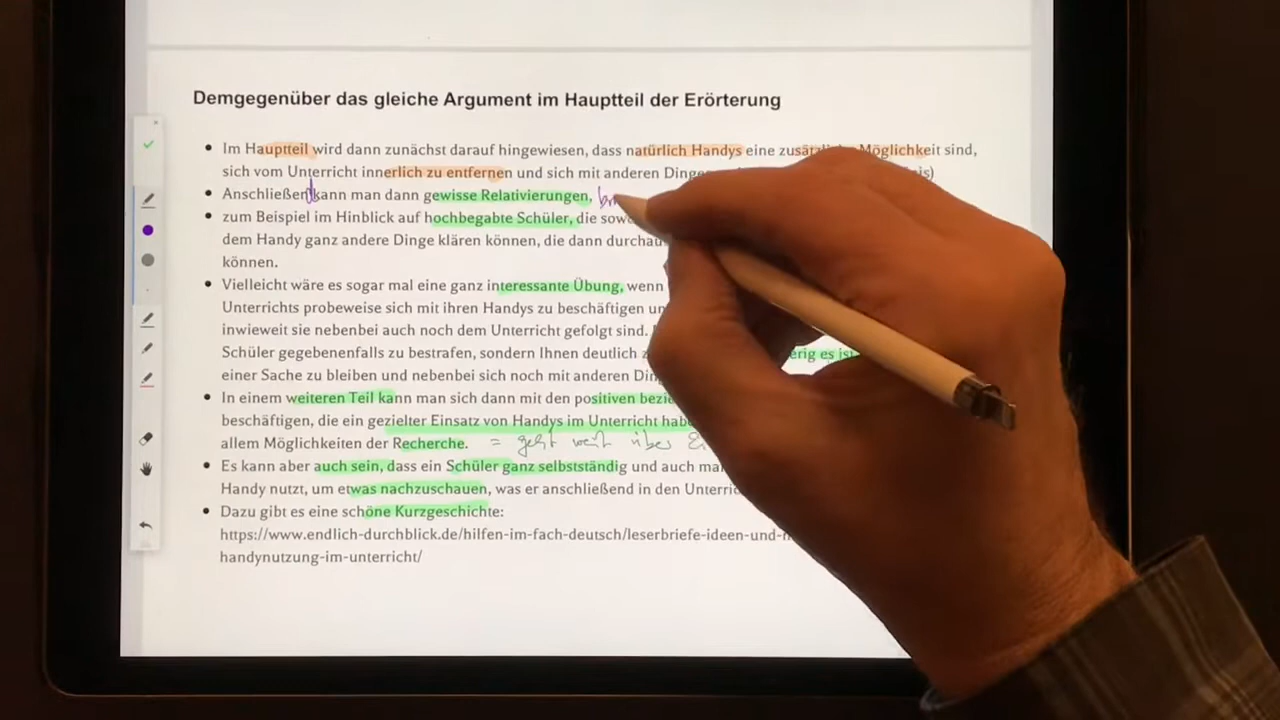 Demgegenüber das gleiche Argument im Hauptteil der Erörterung
• Im Hauptteil wird dann zunächst darauf hingewiesen, dass natürlich Handys eine zusätzliche Möglichkeit sind,
sich vom Unterricht innerlich zu entfernen und sich mit anderen Dingen
• Anschließend kann man dann gewisse Relativierungen,
• zum Beispiel im Hinblick auf hochbegabte Schüler, die
dem Handy ganz andere Dinge klären können, die dann
können.
• Vielleicht wäre es sogar mal eine ganz interessante Übung, wenn
Unterrichts probeweise sich mit ihren Handys zu beschäftigen
inwieweit sie nebenbei auch noch dem Unterricht gefolgt sind.
Schüler gegebenenfalls zu bestrafen, sondern Ihnen deutlich es ist
einer Sache zu bleiben und nebenbei sich noch mit anderen
• In einem weiteren Teil kann man sich dann mit den positiven
beschäftigen, die ein gezielter Einsatz von Handys im Unterricht
allem Möglichkeiten der Recherche. = geht weit über
• Es kann aber auch sein, dass ein Schüler ganz selbstständig und auch
Handy nutzt, um etwas nachzuschauen, was er anschließend in den
• Dazu gibt es eine schöne Kurzgeschichte:
https://www.endlich-durchblick.de/hilfen-im-fach-deutsch/leserbriefe-ideen-und-
handynutzung-im-unterricht/